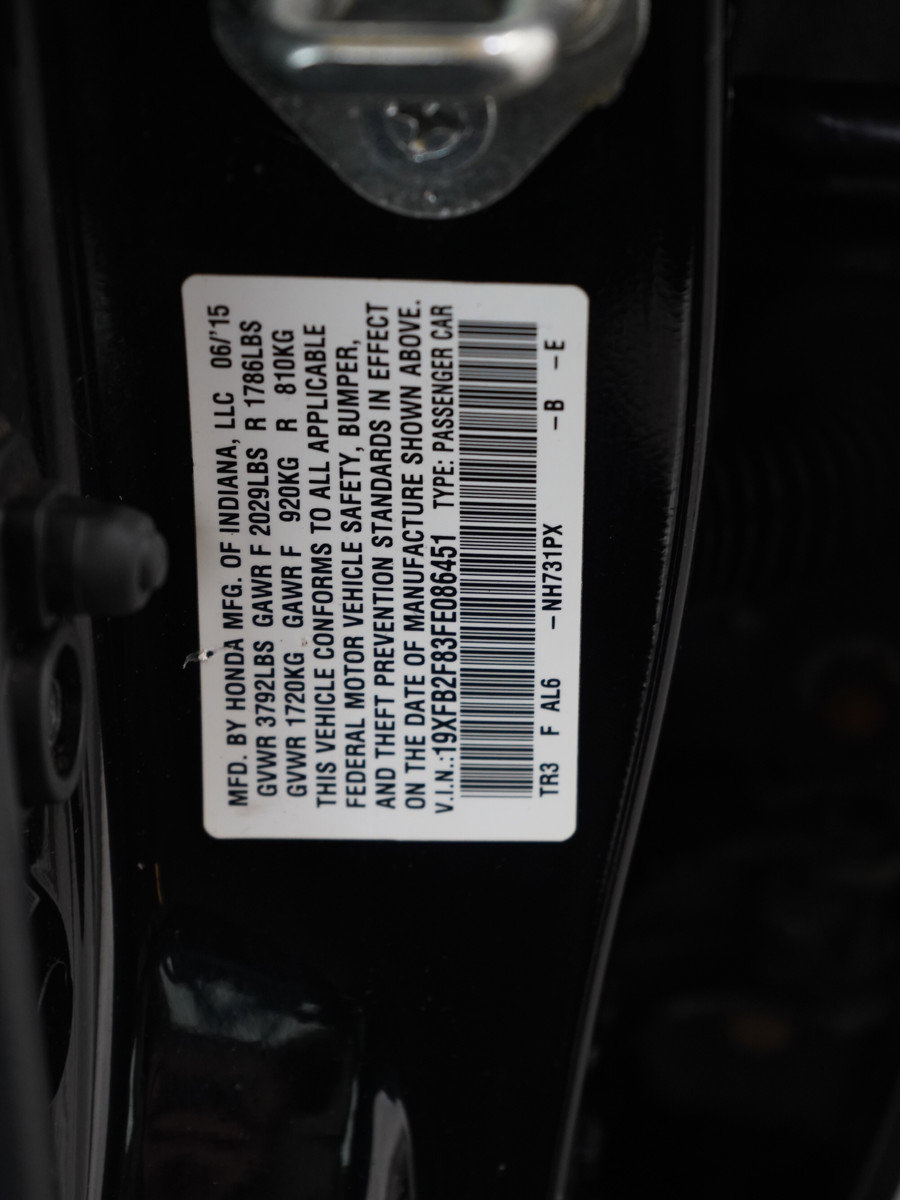 MFD. BY HONDA MFG. OF INDIANA, LLC 06/'15
GVWR 3792LBS GAWR F 2029LBS R 1786LBS
GVWR 1720KG GAWR F 920KG R 810KG
THIS VEHICLE CONFORMS TO ALL APPLICABLE
FEDERAL MOTOR VEHICLE SAFETY, BUMPER,
AND THEFT PREVENTION STANDARDS IN EFFECT
ON THE DATE OF MANUFACTURE SHOWN ABOVE.
V.I.N.:19XFB2F83FE086451 TYPE: PASSENGER CAR
TR3 F AL6 -NH731PX -B -E